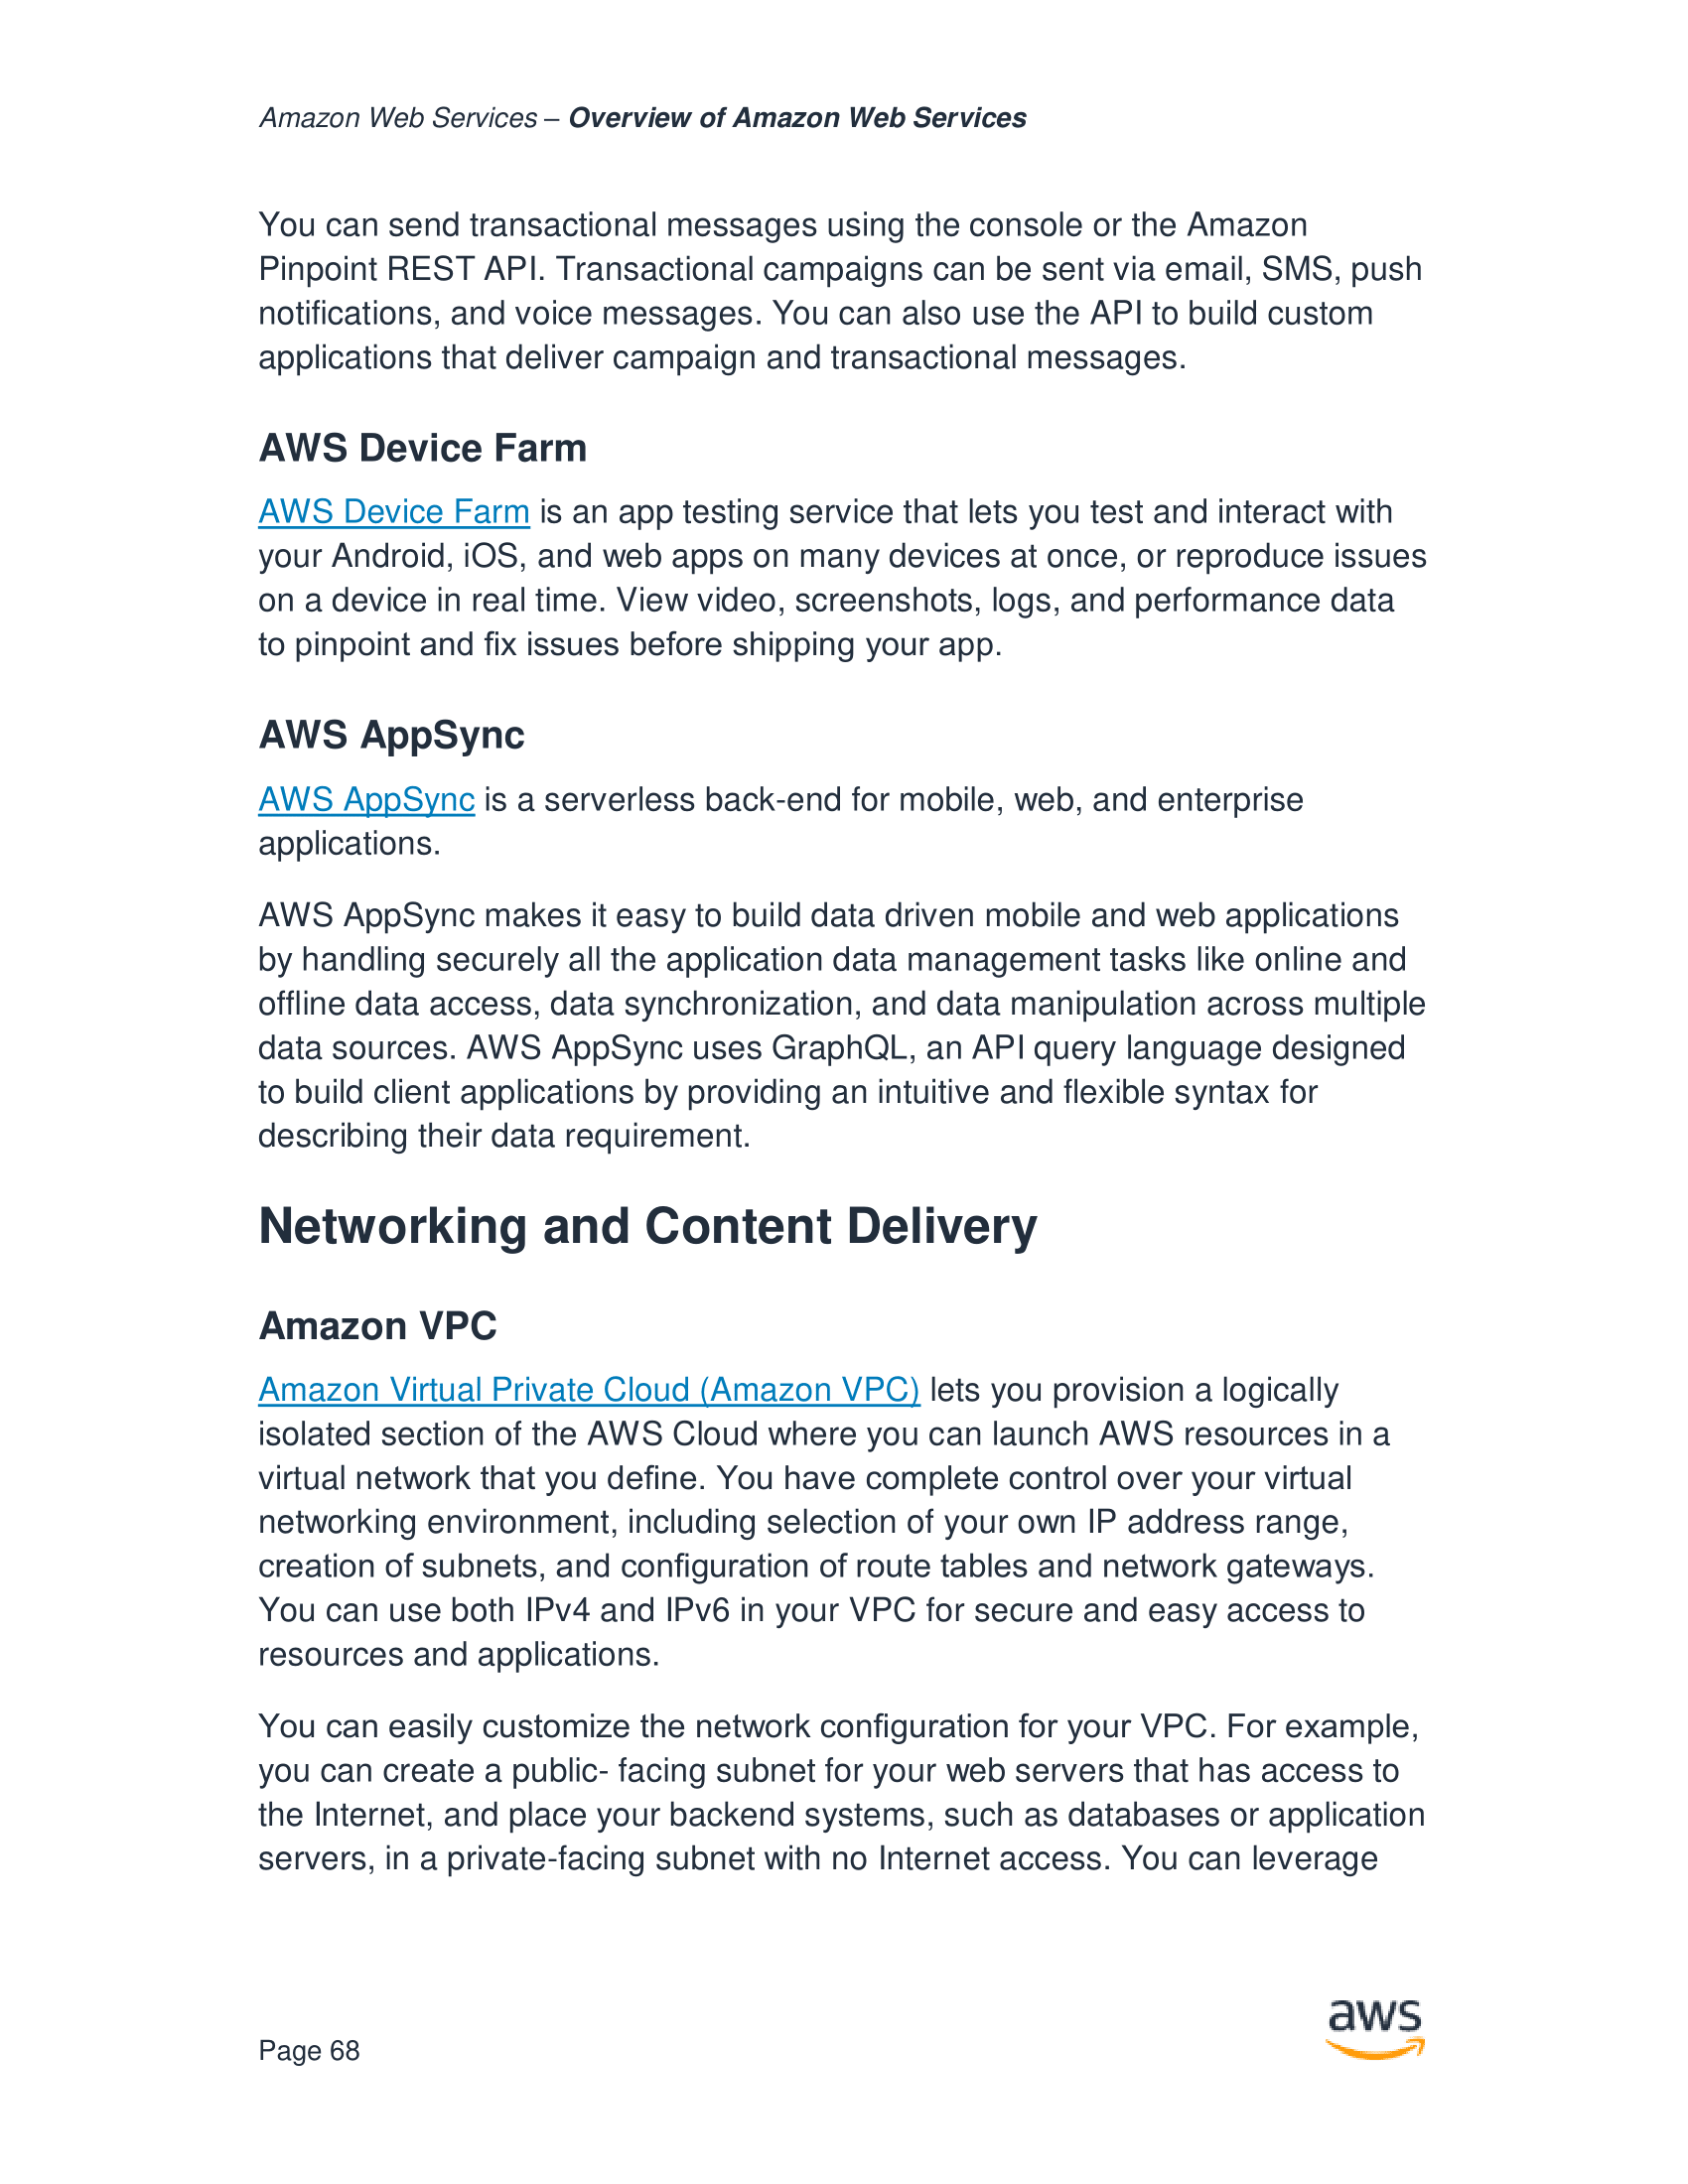 Amazon Web Services – Overview of Amazon Web Services
You can send transactional messages using the console or the Amazon
Pinpoint REST API. Transactional campaigns can be sent via email, SMS, push
notifications, and voice messages. You can also use the API to build custom
applications that deliver campaign and transactional messages.
AWS Device Farm
AWS Device Farm is an app testing service that lets you test and interact with
your Android, iOS, and web apps on many devices at once, or reproduce issues
on a device in real time. View video, screenshots, logs, and performance data
to pinpoint and fix issues before shipping your app.
AWS AppSync
AWS AppSync is a serverless back-end for mobile, web, and enterprise
applications.
AWS AppSync makes it easy to build data driven mobile and web applications
by handling securely all the application data management tasks like online and
offline data access, data synchronization, and data manipulation across multiple
data sources. AWS AppSync uses GraphQL, an API query language designed
to build client applications by providing an intuitive and flexible syntax for
describing their data requirement.
Networking and Content Delivery
Amazon VPC
Amazon Virtual Private Cloud (Amazon VPC) lets you provision a logically
isolated section of the AWS Cloud where you can launch AWS resources in a
virtual network that you define. You have complete control over your virtual
networking environment, including selection of your own IP address range,
creation of subnets, and configuration of route tables and network gateways.
You can use both IPv4 and IPv6 in your VPC for secure and easy access to
resources and applications.
You can easily customize the network configuration for your VPC. For example,
you can create a public- facing subnet for your web servers that has access to
the Internet, and place your backend systems, such as databases or application
servers, in a private-facing subnet with no Internet access. You can leverage
aws
Page 68